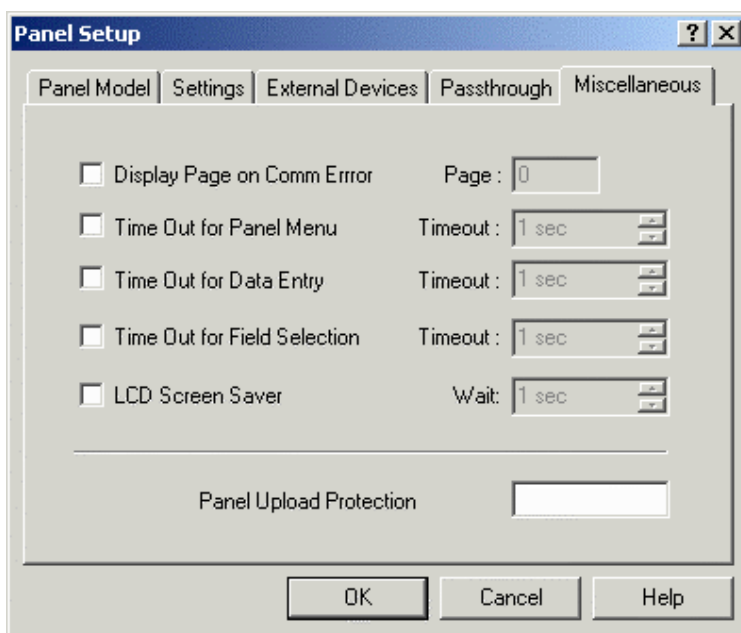 Panel Setup
Panel Model Settings External Devices Passthrough Miscellaneous
Display Page on Comm Errror Page : 0
Time Out for Panel Menu Timeout : 1 sec
Time Out for Data Entry Timeout : 1 sec
Time Out for Field Selection Timeout : 1 sec
LCD Screen Saver Wait: 1 sec
Panel Upload Protection
OK Cancel Help